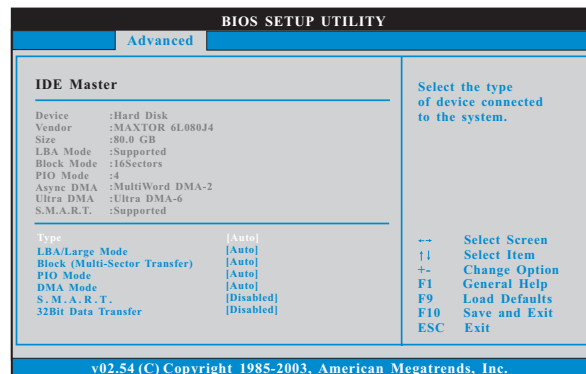 BIOS SETUP UTILITY
Advanced
IDE Master
Device :Hard Disk
Vendor :MAXTOR 6L080J4
Size :80.0 GB
LBA Mode :Supported
Block Mode :16Sectors
PIO Mode :4
Async DMA :MultiWord DMA-2
Ultra DMA :Ultra DMA-6
S.M.A.R.T. :Supported
Type [Auto]
LBA/Large Mode [Auto]
Block (Multi-Sector Transfer) [Auto]
PIO Mode [Auto]
DMA Mode [Auto]
S.M.A.R.T. [Disabled]
32Bit Data Transfer [Disabled]
Select the type
of device connected
to the system.
←→ Select Screen
↑↓ Select Item
+- Change Option
F1 General Help
F9 Load Defaults
F10 Save and Exit
ESC Exit
v02.54 (C) Copyright 1985-2003, American Megatrends, Inc.